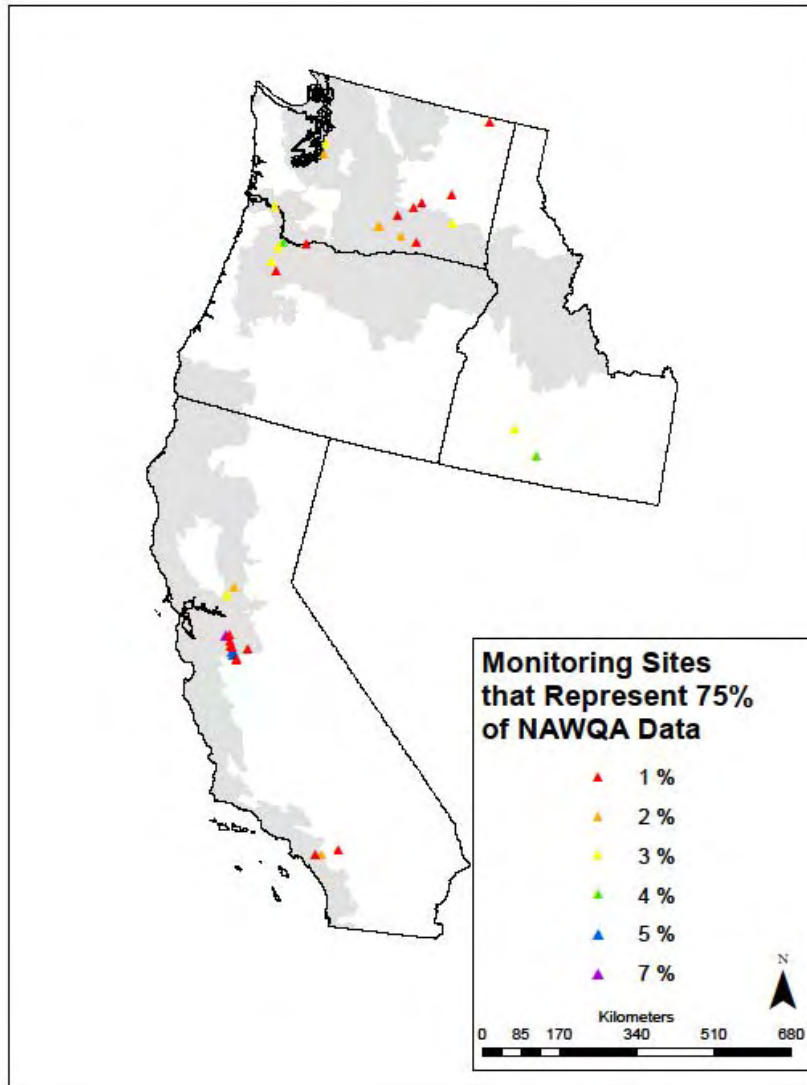 Monitoring Sites
that Represent 75%
of NAWQA Data
1 %
2 %
3 %
4 %
5 %
7 %
N
Kilometers
0 85 170 340 510 680